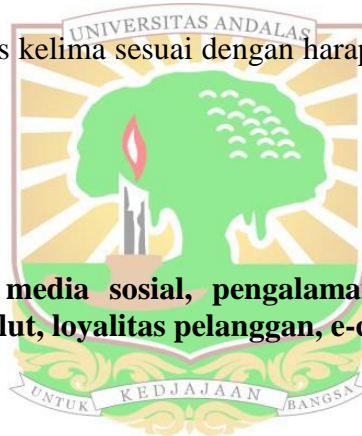 UNIVERSITAS ANDALAS
s kelima sesuai dengan harap
media sosial, pengalama
lut, loyalitas pelanggan, e-
UNTUK KEDJAJAAN BANGSA